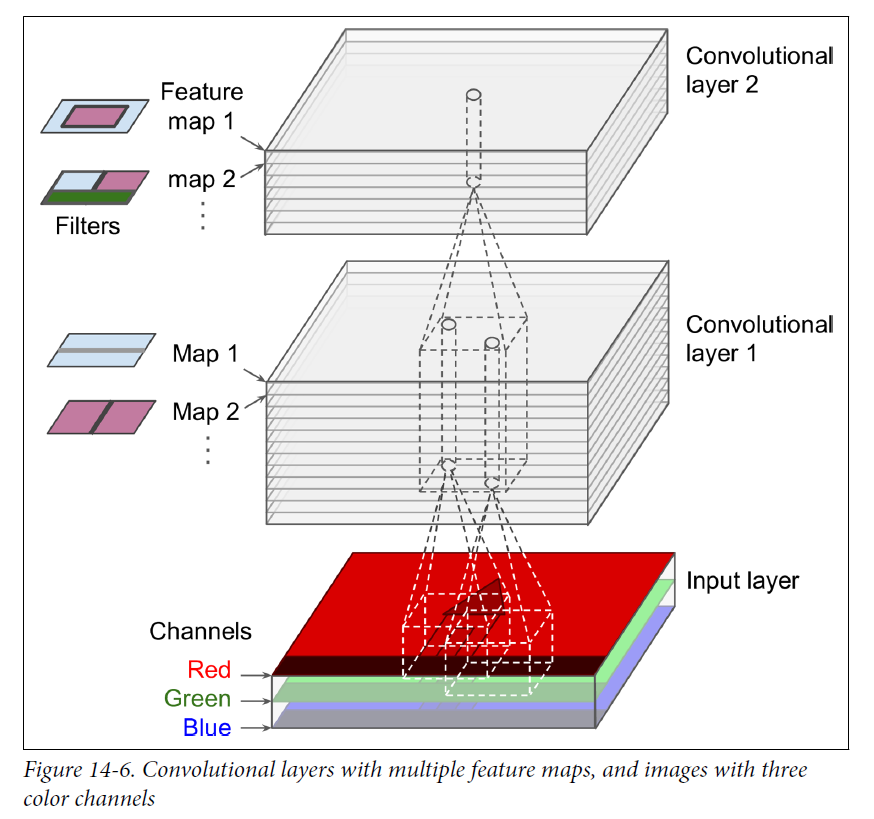 Convolutional
layer 2
Feature
map 1
map 2
Filters
Convolutional
layer 1
Map 1
Map 2
Input layer
Channels
Red
Green
Blue
Figure 14-6. Convolutional layers with multiple feature maps, and images with three
color channels